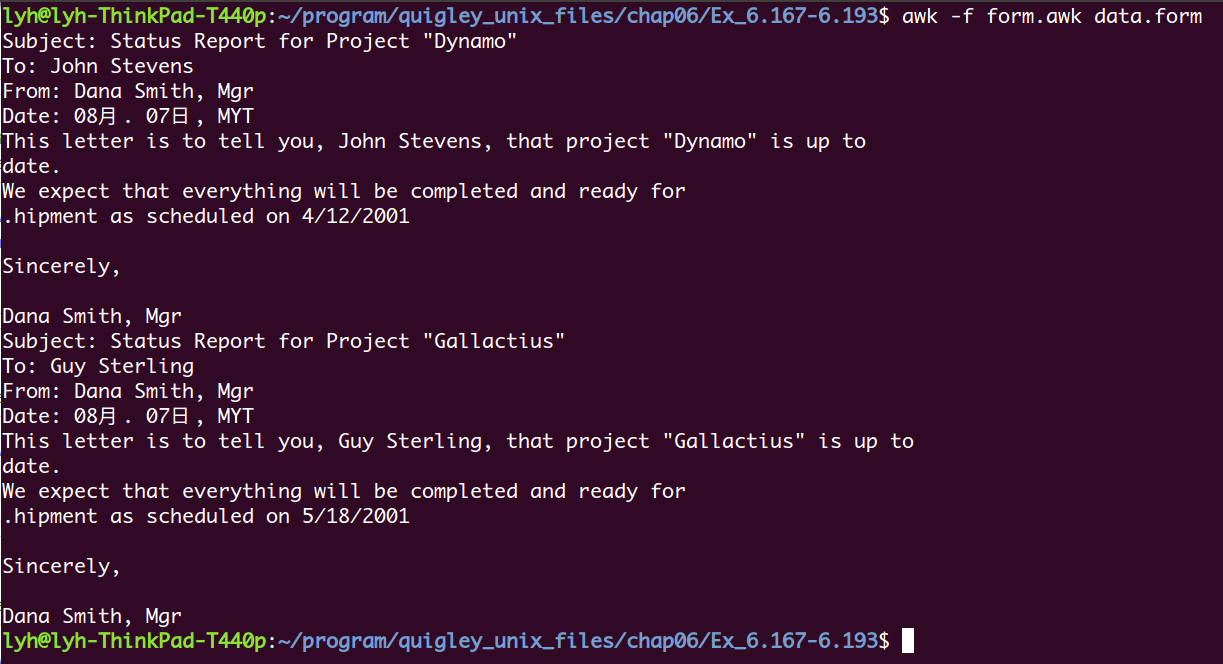 lyh@lyh-ThinkPad-T440p:~/program/quigley_unix_files/chap06/Ex_6.167-6.193$ awk -f form.awk data.form
Subject: Status Report for Project "Dynamo"
To: John Stevens
From: Dana Smith, Mgr
Date: 08月. 07日, MYT
This letter is to tell you, John Stevens, that project "Dynamo" is up to
date.
We expect that everything will be completed and ready for
.hipment as scheduled on 4/12/2001
Sincerely,
Dana Smith, Mgr
Subject: Status Report for Project "Gallactius"
To: Guy Sterling
From: Dana Smith, Mgr
Date: 08月. 07日, MYT
This letter is to tell you, Guy Sterling, that project "Gallactius" is up to
date.
We expect that everything will be completed and ready for
.hipment as scheduled on 5/18/2001
Sincerely,
Dana Smith, Mgr
lyh@lyh-ThinkPad-T440p:~/program/quigley_unix_files/chap06/Ex_6.167-6.193$